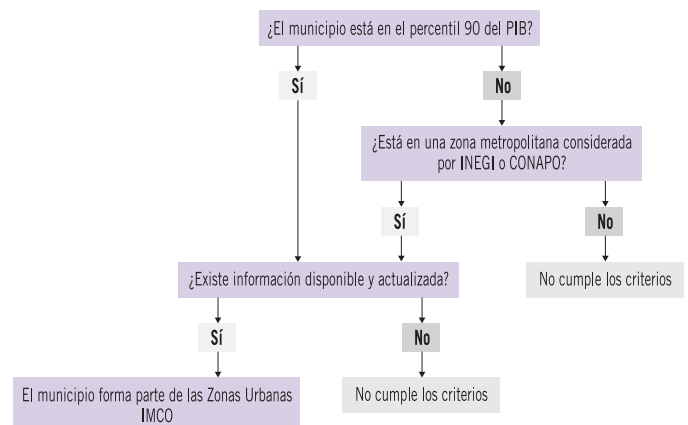 ¿El municipio está en el percentil 90 del PIB?
Sí
No
¿Está en una zona metropolitana considerada
por INEGI o CONAPO?
Sí
No
¿Existe información disponible y actualizada?
No cumple los criterios
Sí
No
El municipio forma parte de las Zonas Urbanas
IMCO
No cumple los criterios